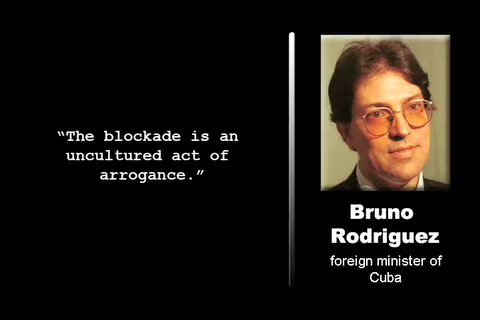 “The blockade is an
uncultured act of
arrogance.”
Bruno
Rodriguez
foreign minister of
Cuba